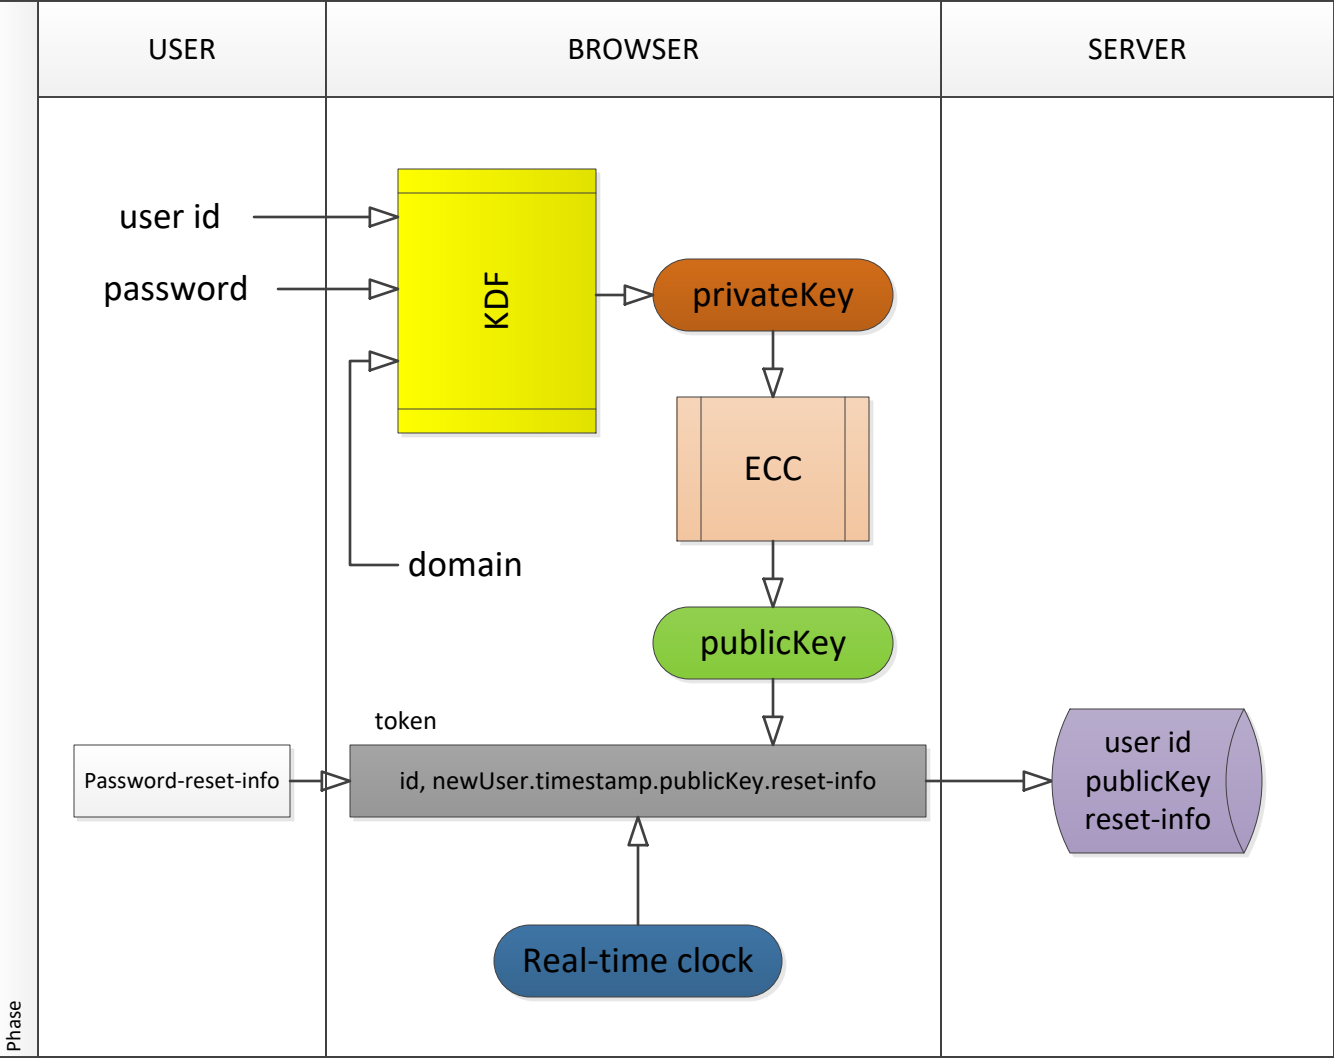 USER
BROWSER
SERVER
user id
password
KDF
privateKey
ECC
domain
publicKey
token
Password-reset-info
id, newUser.timestamp.publicKey.reset-info
user id
publicKey
reset-info
Real-time clock
Phase